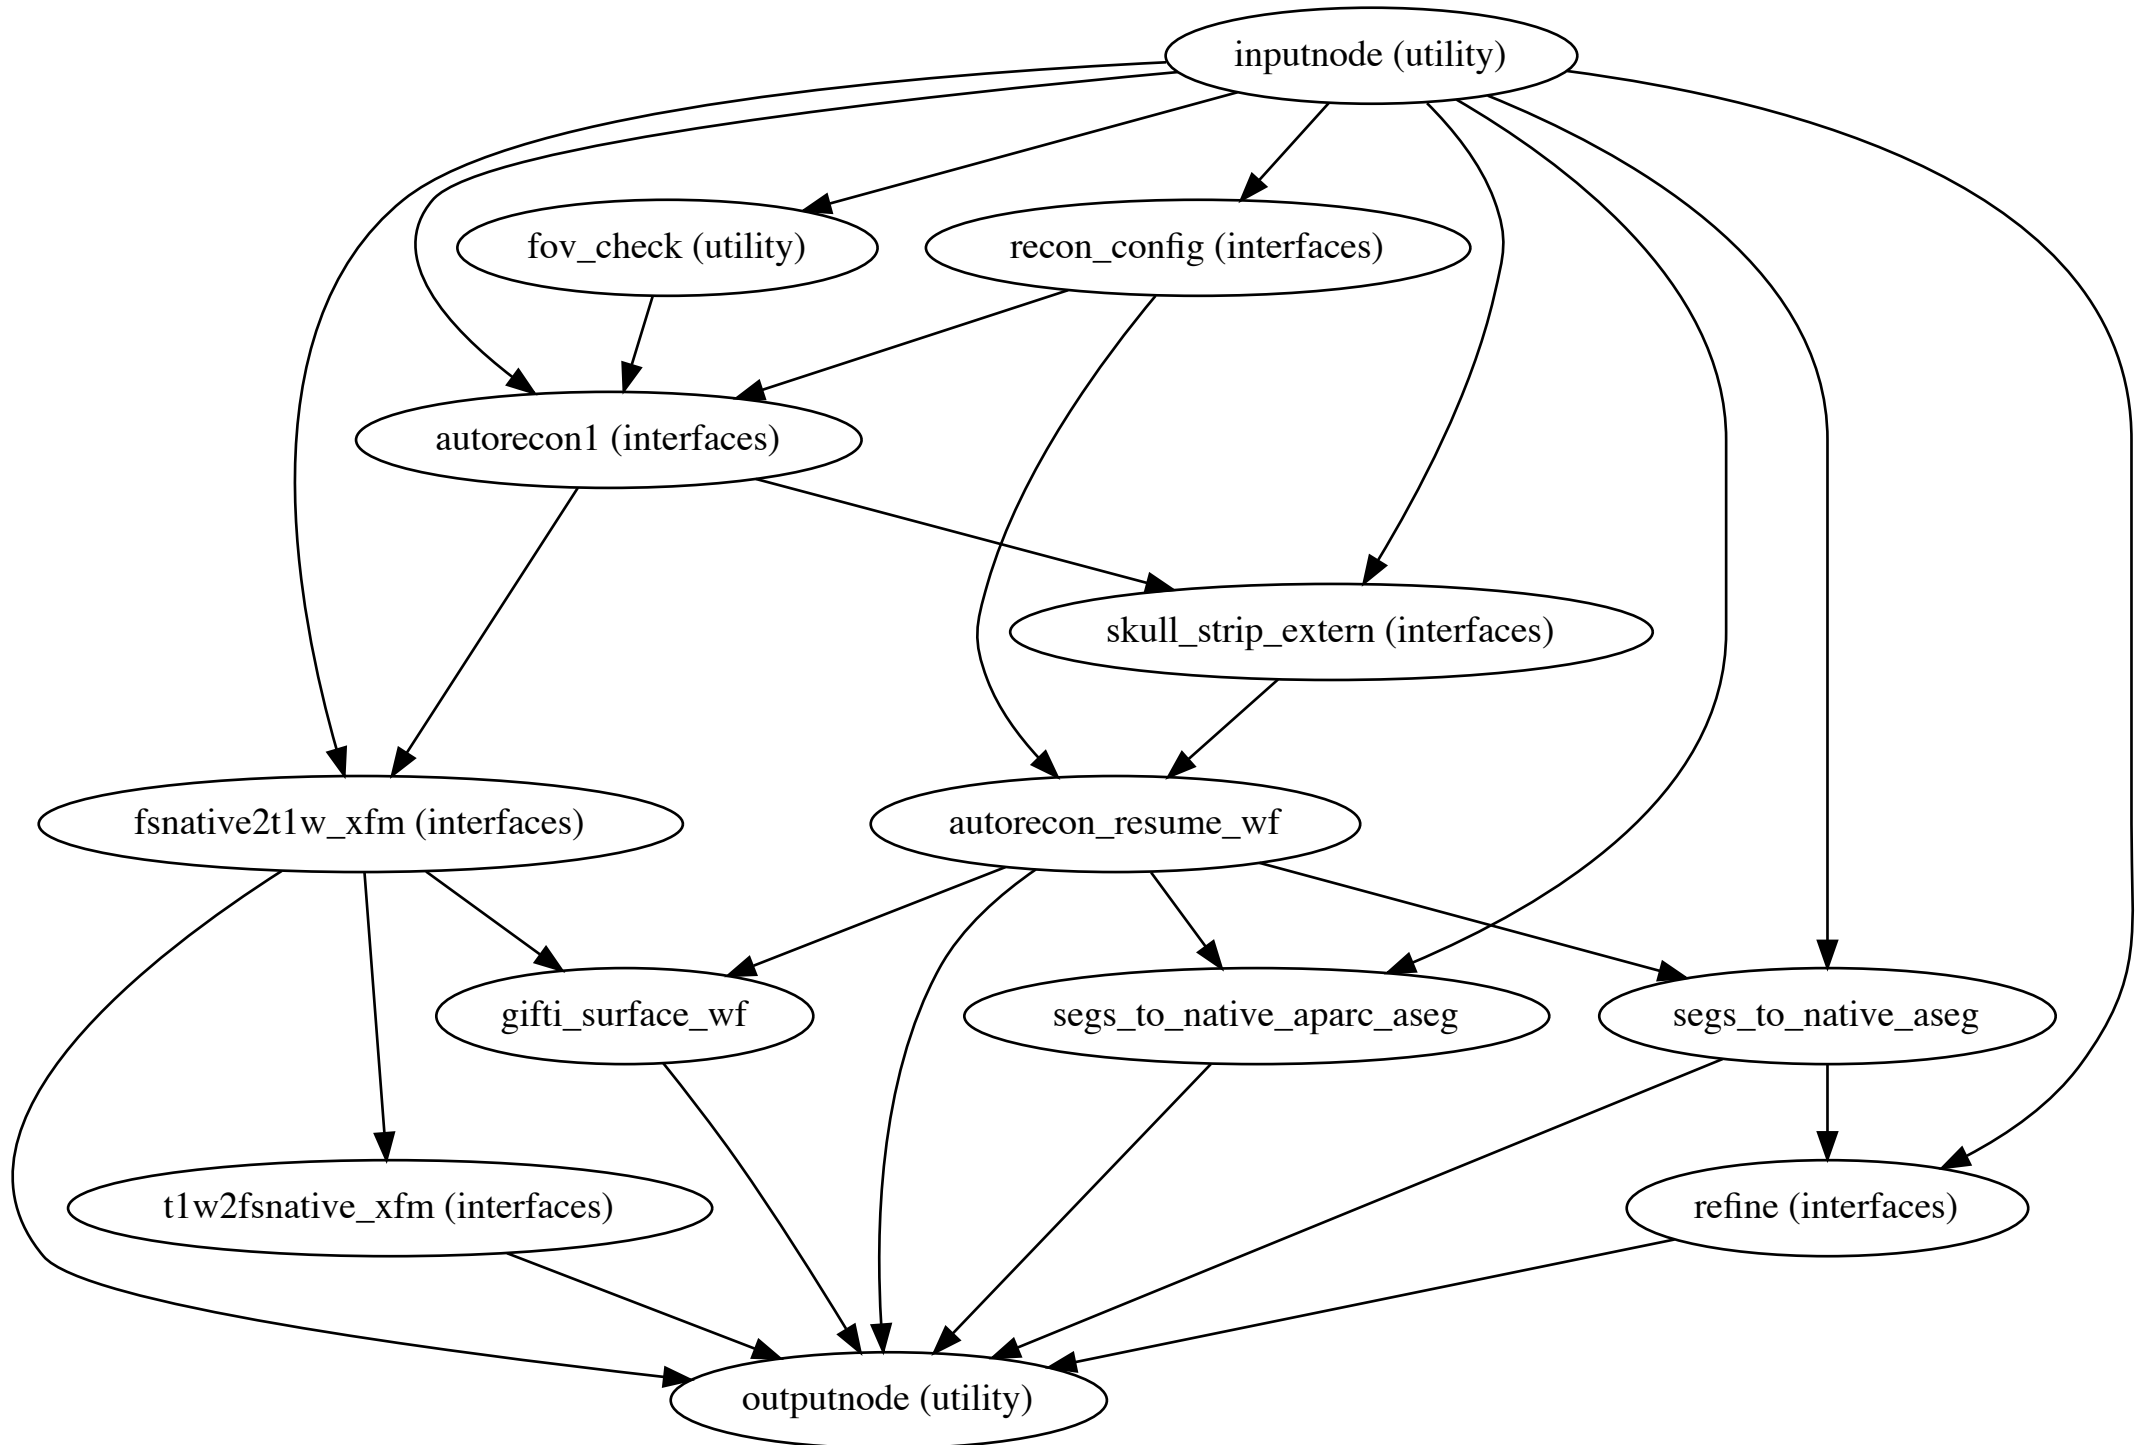 inputnode (utility)
fov_check (utility)
recon_config (interfaces)
autorecon1 (interfaces)
skull_strip_extern (interfaces)
fsnative2t1w_xfm (interfaces)
autorecon_resume_wf
gifti_surface_wf
segs_to_native_aparc_aseg
segs_to_native_aseg
t1w2fsnative_xfm (interfaces)
refine (interfaces)
outputnode (utility)